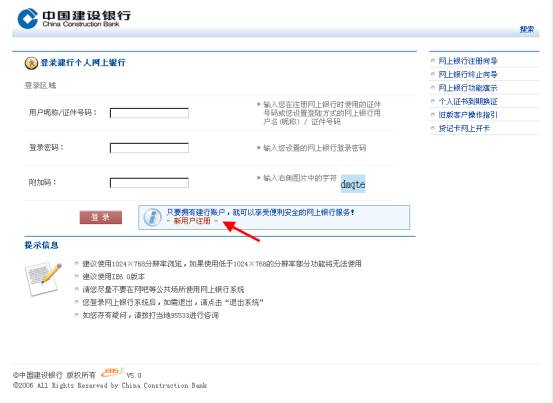 中国建设银行
China Construction Bank
搜索
登录建行个人网上银行
登录区域
用户昵称/证件号码：
输入您在注册网上银行时使用的证件
号码或您设置登陆方式的网上银行用
户名(昵称) / 证件号码
登录密码：
输入您设置的网上银行登录密码
附加码：
输入右侧图片中的字符
dmqte
登 录
只要拥有建行账户，就可以享受便利安全的网上银行服务！
- 新用户注册 -
网上银行注册向导
网上银行终止向导
网上银行功能演示
个人证书到期换证
旧版客户操作指引
贷记卡网上开卡
提示信息
建议使用1024×768分辨率浏览，如果使用低于1024×768的分辨率部分功能将无法使用
建议使用IE6.0版本
请您尽量不要在网吧等公共场所使用网上银行系统
您登录网上银行系统后，如需退出，请点击“退出系统”
如您存有疑问，请拨打当地95533进行咨询
©中国建设银行 版权所有
V5.0
©2006 All Rights Reserved by China Construction Bank